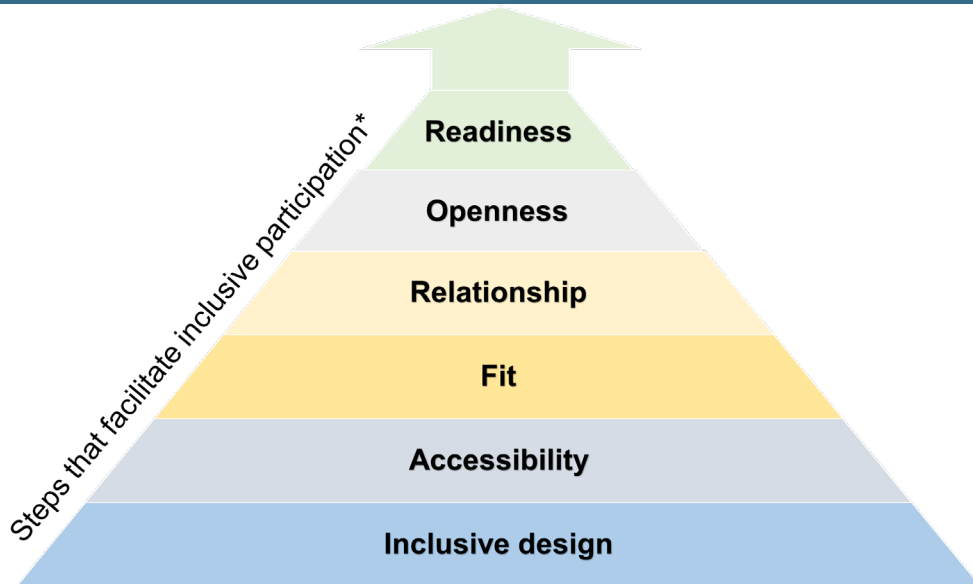 Steps that facilitate inclusive participation*
Readiness
Openness
Relationship
Fit
Accessibility
Inclusive design